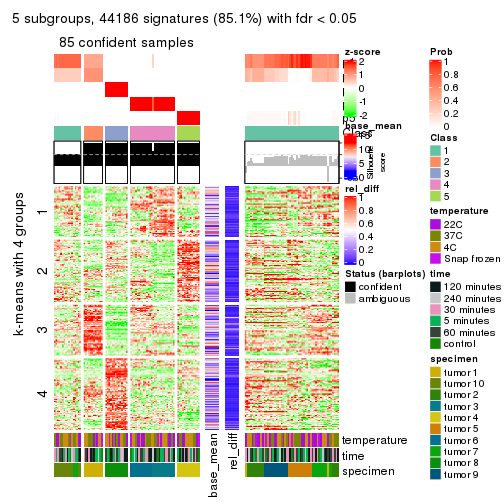 5 subgroups, 44186 signatures (85.1%) with fdr < 0.05
85 confident samples
k-means with 4 groups
1
2
3
4
base_mean
rel_diff
temperature
time
specimen
z-score
2
1
0
-1
-2
base_mean
Silhouette
score
rel_diff
1
0.8
0.6
0.4
0.2
0
Status (barplots)
confident
ambiguous
Prob
1
0.8
0.6
0.4
0.2
0
Class
1
2
3
4
5
temperature
22C
37C
4C
Snap frozen
time
120 minutes
240 minutes
30 minutes
5 minutes
60 minutes
control
specimen
tumor 1
tumor 10
tumor 2
tumor 3
tumor 4
tumor 5
tumor 6
tumor 7
tumor 8
tumor 9